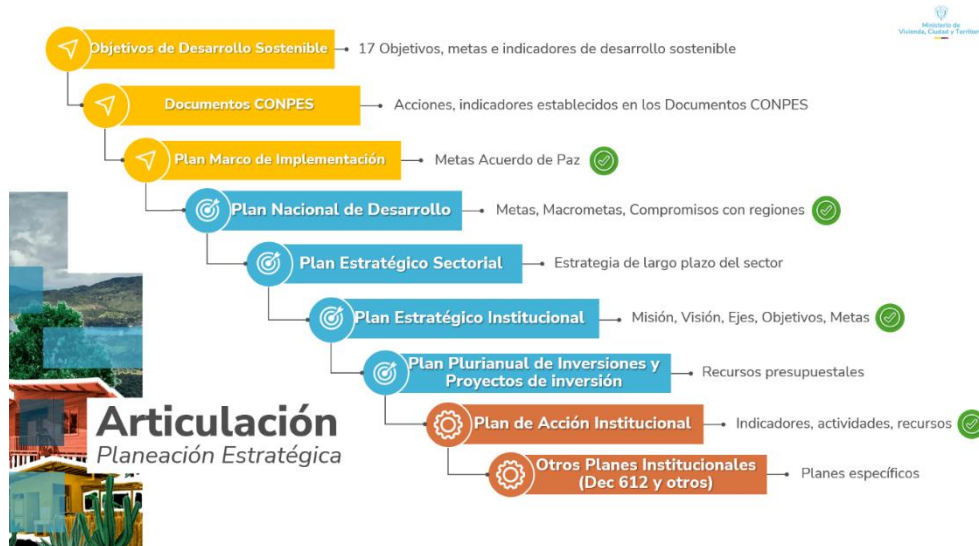 Ministerio de
Vivienda, Ciudad y Territorio
Objetivos de Desarrollo Sostenible
17 Objetivos, metas e indicadores de desarrollo sostenible
Documentos CONPES
Acciones, indicadores establecidos en los Documentos CONPES
Plan Marco de Implementación
Metas Acuerdo de Paz
Plan Nacional de Desarrollo
Metas, Macrometas, Compromisos con regiones
Plan Estratégico Sectorial
Estrategia de largo plazo del sector
Plan Estratégico Institucional
Misión, Visión, Ejes, Objetivos, Metas
Plan Plurianual de Inversiones y
Proyectos de inversión
Recursos presupuestales
Plan de Acción Institucional
Indicadores, actividades, recursos
Otros Planes Institucionales
(Dec 612 y otros)
Planes específicos
Articulación
Planeación Estratégica